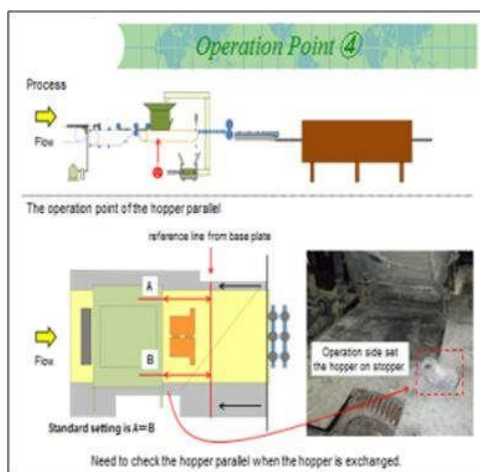 Operation Point ④
Process
Flow
The operation point of the hopper parallel
reference line from base plate
A
B
Flow
Operation side set
the hopper on stopper.
Standard setting is A=B
Need to check the hopper parallel when the hopper is exchanged.